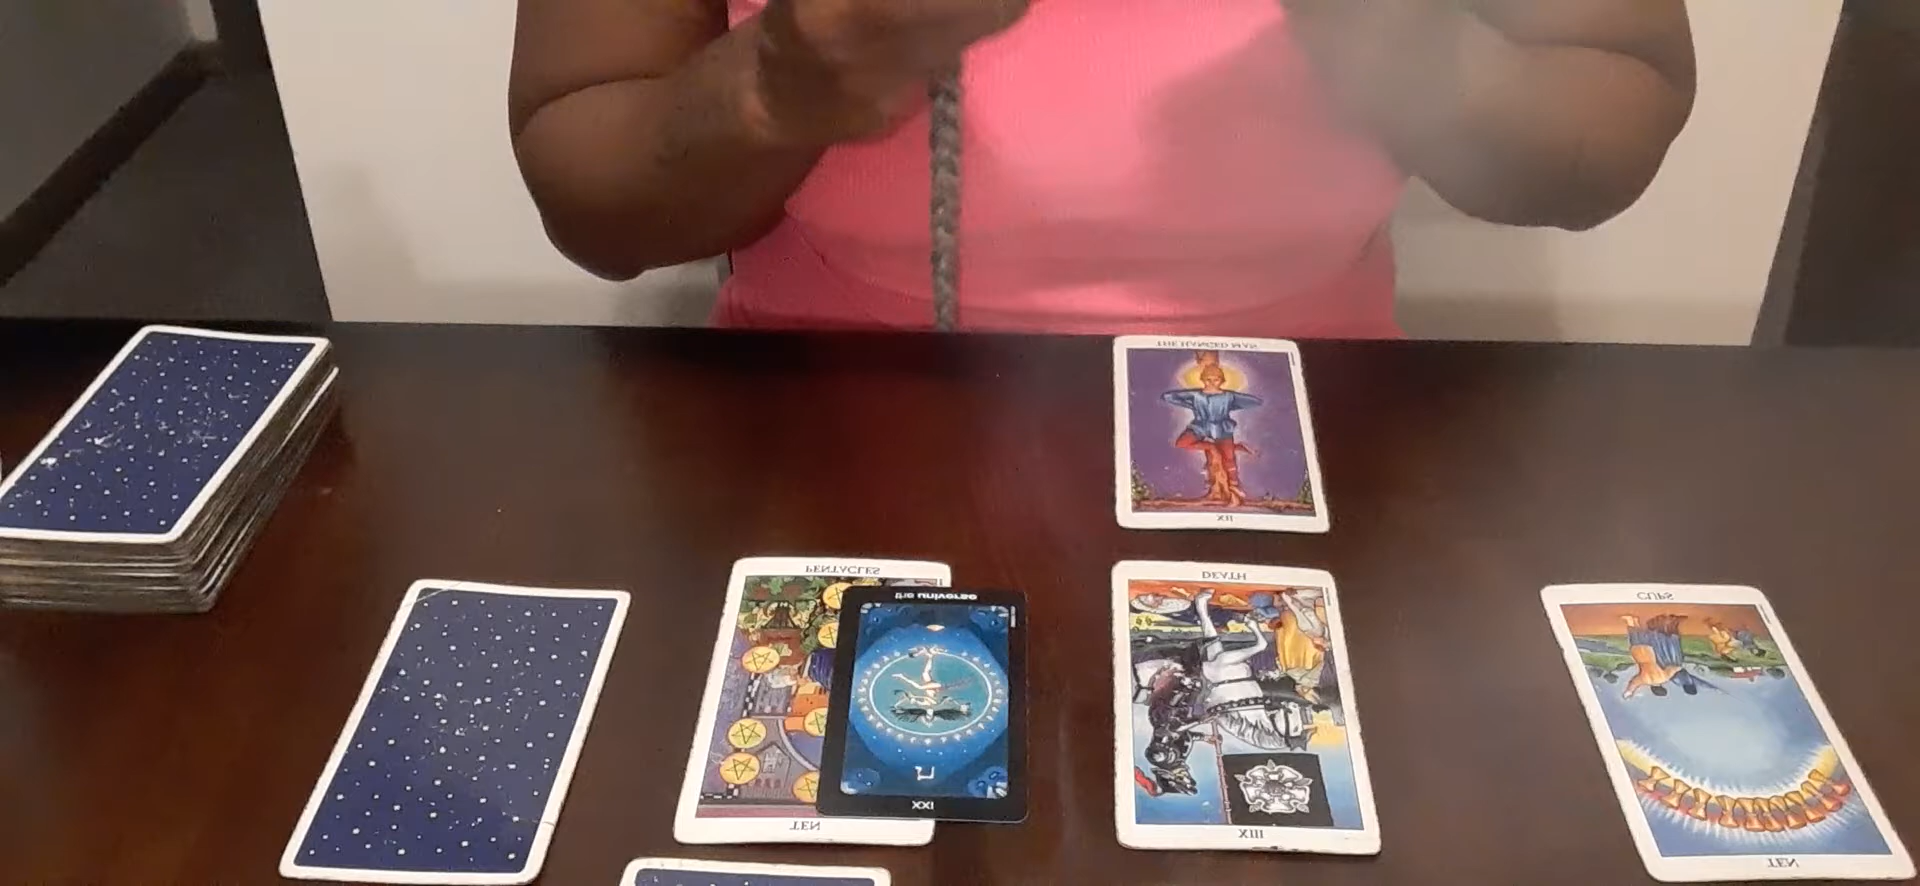 THE HANGED MAN
XII
PENTACLES
TEN
the universe
XXI
DEATH
XIII
CUPS
TEN